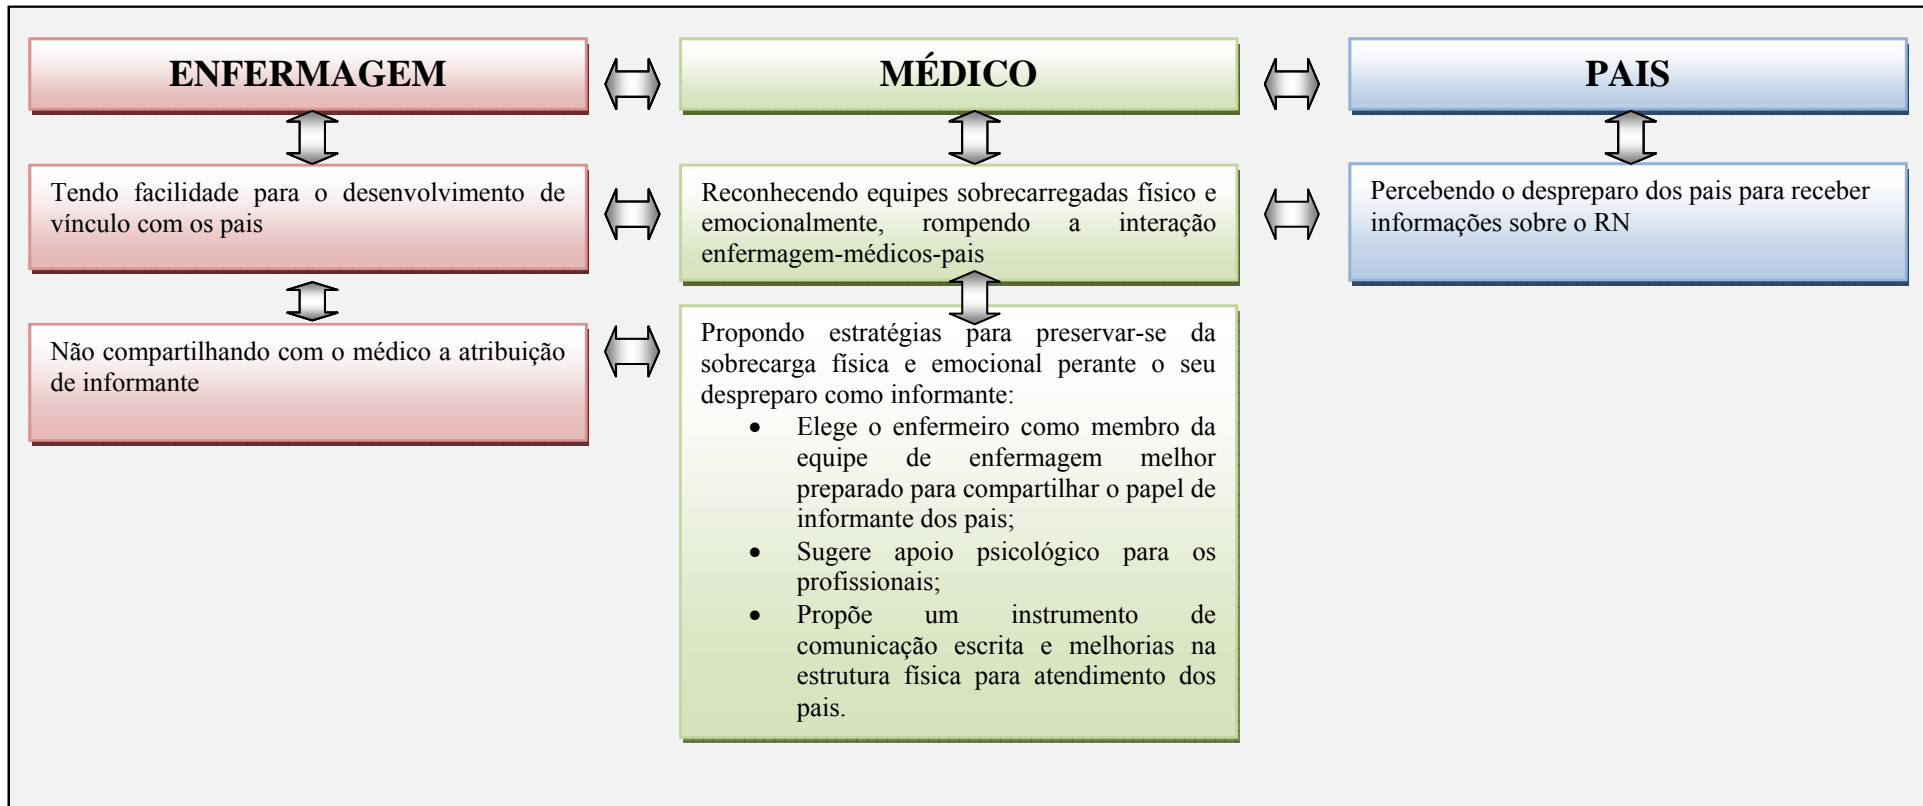 ENFERMAGEM
MÉDICO
PAIS
Tendo facilidade para o desenvolvimento de
vínculo com os pais
Reconhecendo equipes sobrecarregadas físico e
emocionalmente, rompendo a interação
enfermagem-médicos-pais
Percebendo o despreparo dos pais para receber
informações sobre o RN
Não compartilhando com o médico a atribuição
de informante
Propondo estratégias para preservar-se da
sobrecarga física e emocional perante o seu
despreparo como informante:
• Elege o enfermeiro como membro da
equipe de enfermagem melhor
preparado para compartilhar o papel de
informante dos pais;
• Sugere apoio psicológico para os
profissionais;
• Propõe um instrumento de
comunicação escrita e melhorias na
estrutura física para atendimento dos
pais.